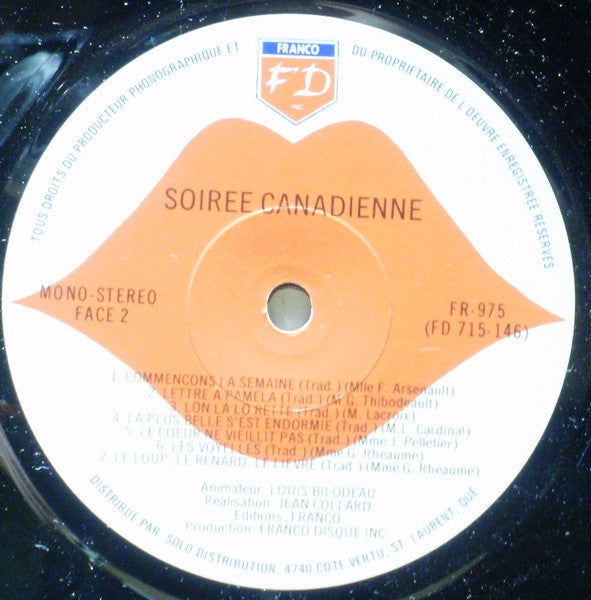 TOUS DROITS DU PRODUCTEUR PHONOGRAPHIQUE ET DU PROPRIÉTAIRE DE L'OEUVRE ENREGISTREE RÉSERVÉS
FRANCO
FD
INC.
SOIREE CANADIENNE
MONO-STEREO
FACE 2
FR-975
(FD 715-146)
1. COMMENCONS LA SEMAINE (Trad.) (Mlle F. Arsenault)
2. LETTRE A PAMELA (Trad.) (M.G. Thibodeault)
3. LON LA LO RETTE (Trad.) (M. Lacroix)
4. LA PLUS BELLE S'EST ENDORMIE (Trad.) (M.L. Cardinal)
5. LE COEUR NE VIEILLIT PAS (Trad.) (Mme J. Pelletier)
6. LES VOYELLES (Trad.) (Mme G. Rheaume)
7. LE LOUP, LE RENARD, LE LIEVRE (Trad.) (Mme G. Rheaume)
Animateur: LOUIS BILODEAU
Réalisation: JEAN COLLARD
Editions: FRANCO
Production: FRANCO DISQUE INC.
DISTRIBUE PAR SOLO DISTRIBUTION, 4740 COTE VERTU, ST. LAURENT, QUE